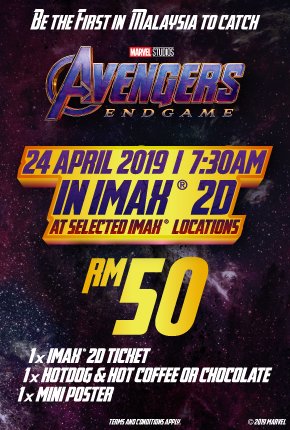 Be the First in Malaysia to catch
MARVEL STUDIOS
AVENGERS
ENDGAME
24 APRIL 2019 | 7:30AM
IN IMAX® 2D
AT SELECTED IMAX® LOCATIONS
RM50
1x IMAX® 2D TICKET
1x HOTDOG & HOT COFFEE OR CHOCOLATE
1x MINI POSTER
TERMS AND CONDITIONS APPLY.
© 2019 MARVEL